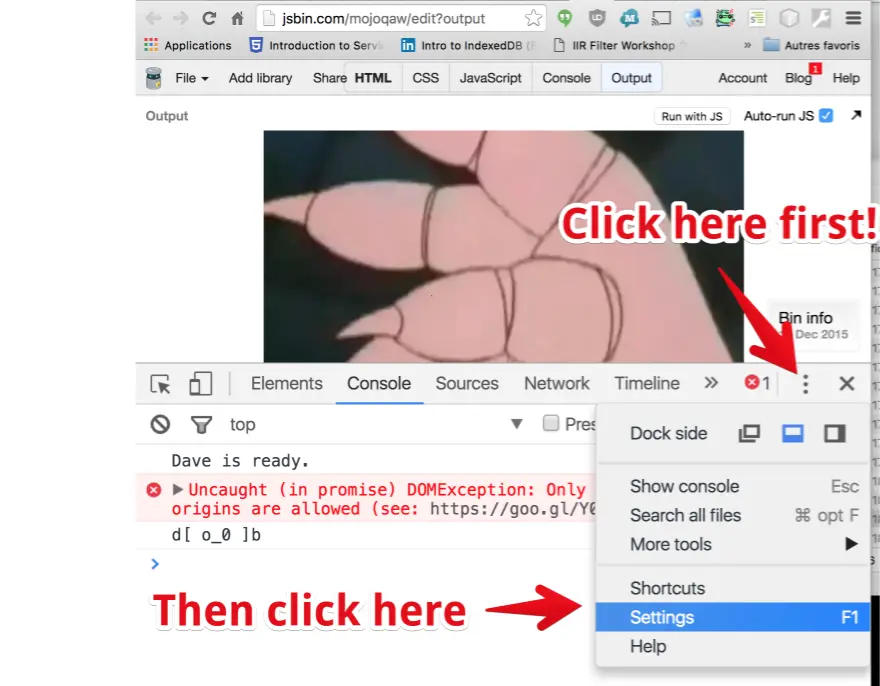 jsbin.com/mojoqaw/edit?output
Applications Introduction to Servi Intro to IndexedDB ( IIR Filter Workshop » Autres favoris
File Add library Share HTML CSS JavaScript Console Output Account Blog 1 Help
Output Run with JS Auto-run JS
Click here first!
Bin info
Dec 2015
Elements Console Sources Network Timeline » 1
top Pres
Dock side
Dave is ready.
Uncaught (in promise) DOMException: Only
origins are allowed (see: https://goo.gl/Y0
d[ o_0 ]b
>
Show console Esc
Search all files ⌘ opt F
More tools
Shortcuts
Settings F1
Help
Then click here